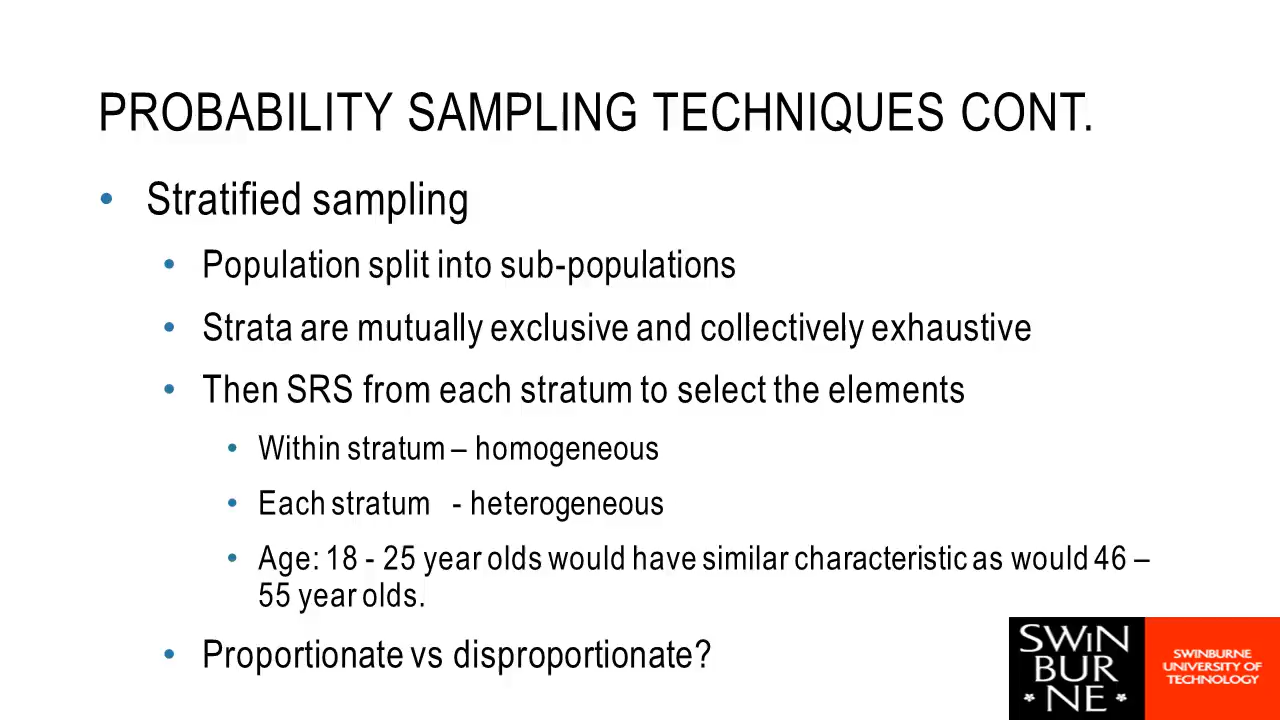 PROBABILITY SAMPLING TECHNIQUES CONT.
• Stratified sampling
• Population split into sub-populations
• Strata are mutually exclusive and collectively exhaustive
• Then SRS from each stratum to select the elements
• Within stratum – homogeneous
• Each stratum - heterogeneous
• Age: 18 - 25 year olds would have similar characteristic as would 46 –
55 year olds.
• Proportionate vs disproportionate?
SWIN
BUR
NE
SWINBURNE
UNIVERSITY OF
TECHNOLOGY